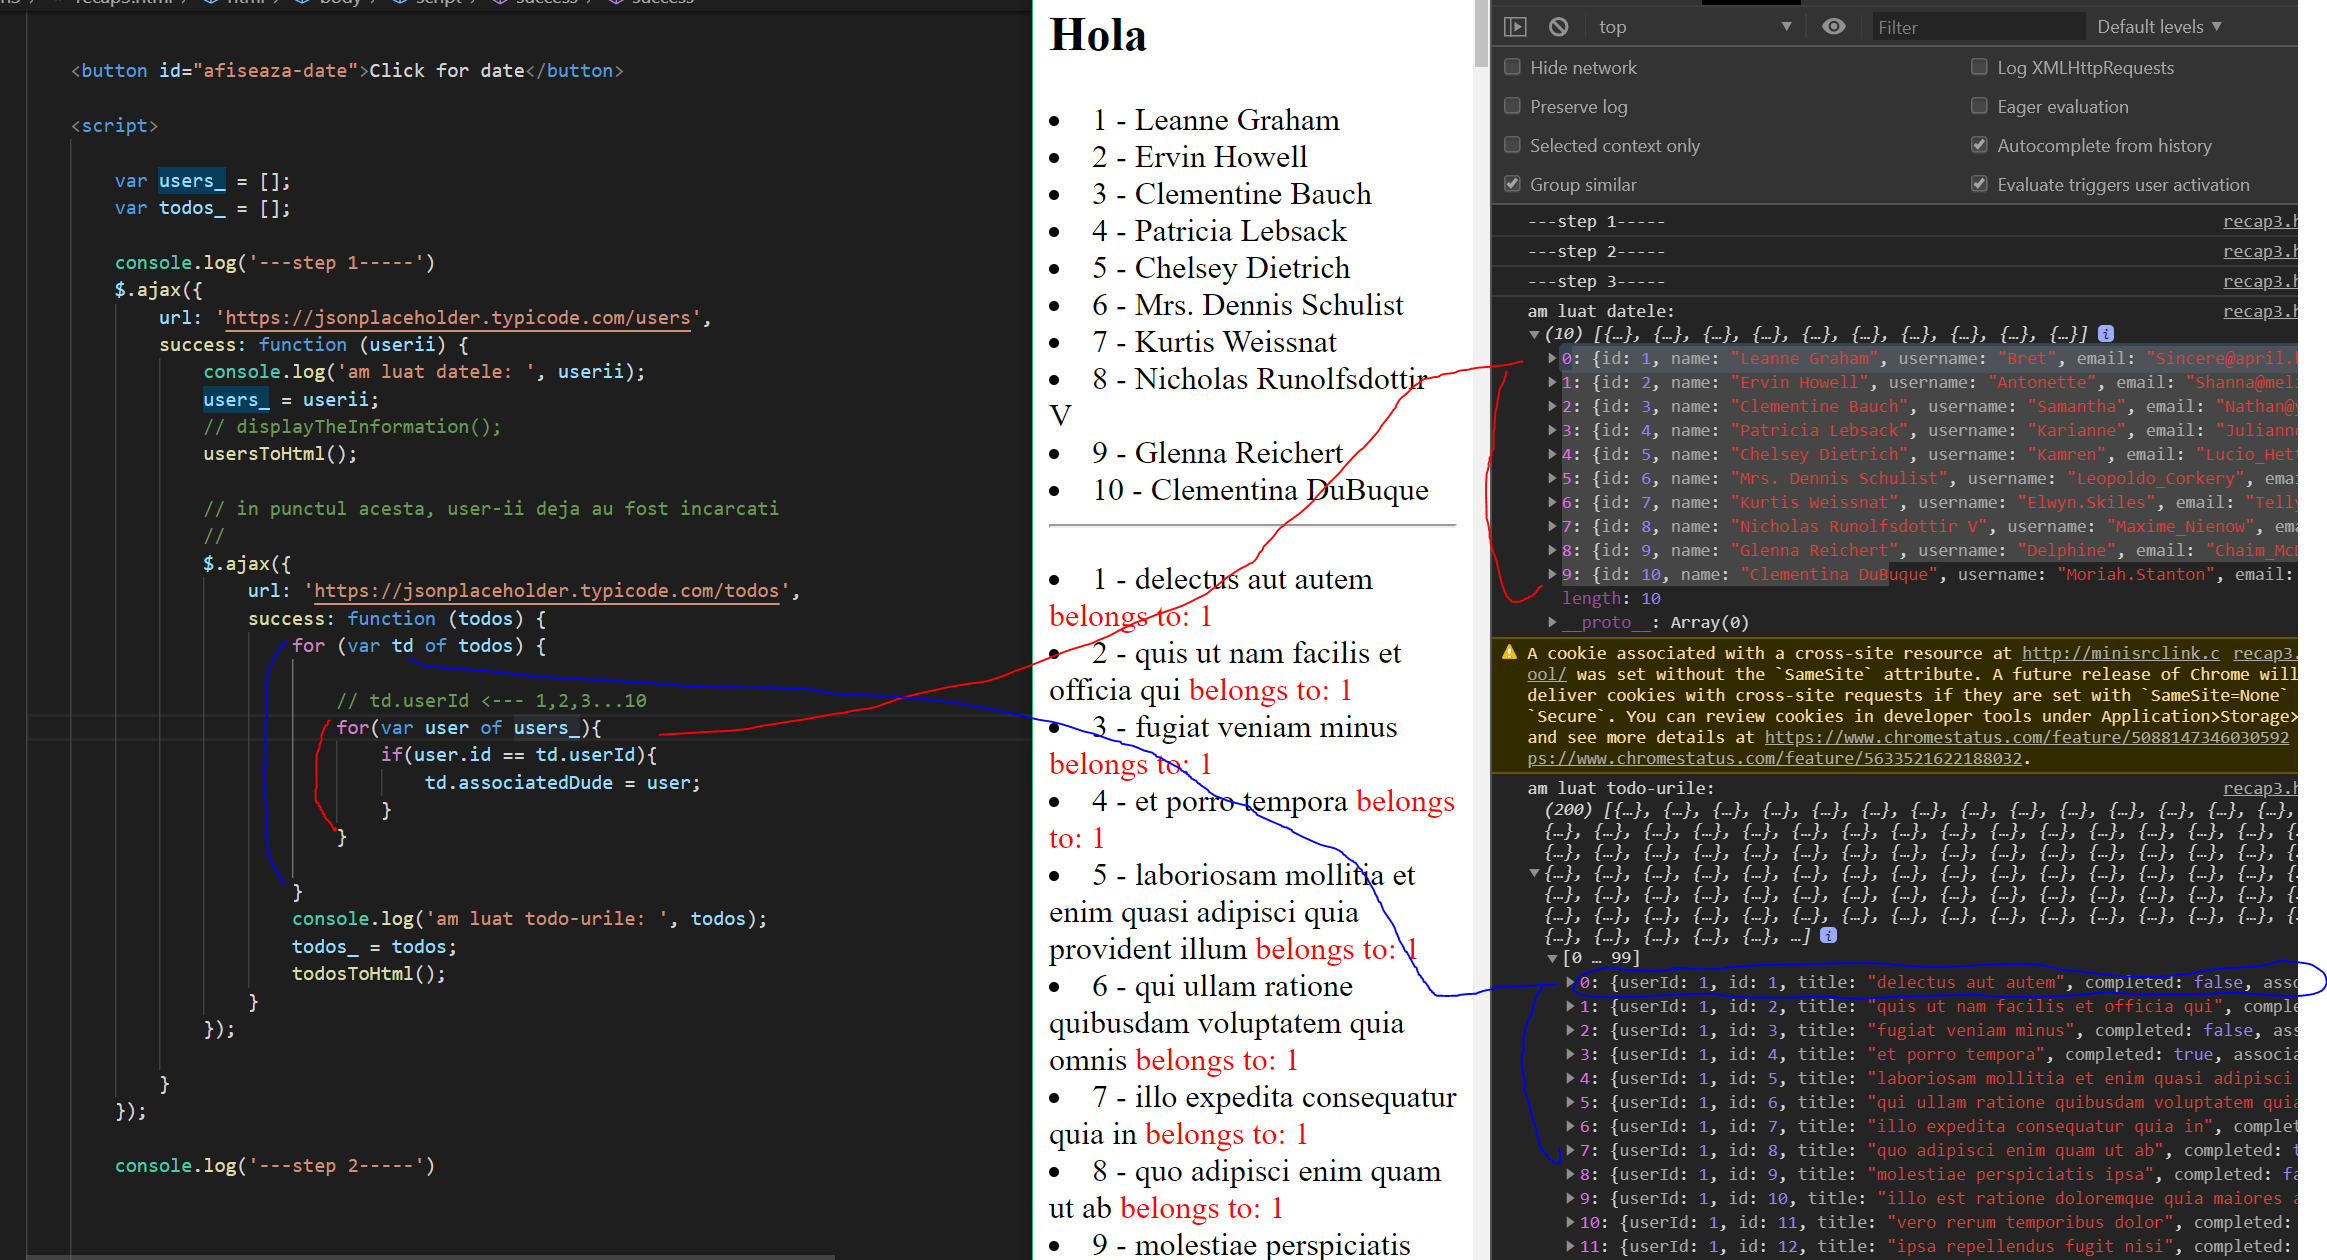 <button id="afiseaza-date">Click for date</button>
<script>
var users_ = [];
var todos_ = [];
console.log('---step 1-----')
$.ajax({
url: 'https://jsonplaceholder.typicode.com/users',
success: function (userii) {
console.log('am luat datele: ', userii);
users_ = userii;
// displayTheInformation();
usersToHtml();
// in punctul acesta, user-ii deja au fost incarcati
//
$.ajax({
url: 'https://jsonplaceholder.typicode.com/todos',
success: function (todos) {
for (var td of todos) {
// td.userId <--- 1,2,3...10
for(var user of users_){
if(user.id == td.userId){
td.associatedDude = user;
}
}
}
console.log('am luat todo-urile: ', todos);
todos_ = todos;
todosToHtml();
}
});
}
});
console.log('---step 2-----')
Hola
1 - Leanne Graham
2 - Ervin Howell
3 - Clementine Bauch
4 - Patricia Lebsack
5 - Chelsey Dietrich
6 - Mrs. Dennis Schulist
7 - Kurtis Weissnat
8 - Nicholas Runolfsdottir
V
9 - Glenna Reichert
10 - Clementina DuBuque
1 - delectus aut autem
belongs to: 1
2 - quis ut nam facilis et
officia qui belongs to: 1
3 - fugiat veniam minus
belongs to: 1
4 - et porro tempora belongs
to: 1
5 - laboriosam mollitia et
enim quasi adipisci quia
provident illum belongs to: 1
6 - qui ullam ratione
quibusdam voluptatem quia
omnis belongs to: 1
7 - illo expedita consequatur
quia in belongs to: 1
8 - quo adipisci enim quam
ut ab belongs to: 1
9 - molestiae perspiciatis
top Filter Default levels
Hide network Log XMLHttpRequests
Preserve log Eager evaluation
Selected context only Autocomplete from history
Group similar Evaluate triggers user activation
---step 1----- recap3.h
---step 2----- recap3.h
---step 3----- recap3.h
am luat datele: recap3.h
(10) [{…}, {…}, {…}, {…}, {…}, {…}, {…}, {…}, {…}, {…}] i
0: {id: 1, name: "Leanne Graham", username: "Bret", email: "Sincere@april.
1: {id: 2, name: "Ervin Howell", username: "Antonette", email: "Shanna@mel
2: {id: 3, name: "Clementine Bauch", username: "Samantha", email: "Nathan@
3: {id: 4, name: "Patricia Lebsack", username: "Karianne", email: "Julianne
4: {id: 5, name: "Chelsey Dietrich", username: "Kamren", email: "Lucio_Het
5: {id: 6, name: "Mrs. Dennis Schulist", username: "Leopoldo_Corkery", ema
6: {id: 7, name: "Kurtis Weissnat", username: "Elwyn.Skiles", email: "Telly
7: {id: 8, name: "Nicholas Runolfsdottir V", username: "Maxime_Nienow", em
8: {id: 9, name: "Glenna Reichert", username: "Delphine", email: "Chaim_Mc
9: {id: 10, name: "Clementina DuBuque", username: "Moriah.Stanton", email:
length: 10
__proto__: Array(0)
A cookie associated with a cross-site resource at http://minisrclink.c recap3.
ool/ was set without the `SameSite` attribute. A future release of Chrome will
deliver cookies with cross-site requests if they are set with `SameSite=None`
`Secure`. You can review cookies in developer tools under Application>Storage>
and see more details at https://www.chromestatus.com/feature/5088147346030592
ps://www.chromestatus.com/feature/5633521622188032.
am luat todo-urile: recap3.h
(200) [{…}, {…}, {…}, {…}, {…}, {…}, {…}, {…}, {…}, {…}, {…}, {…}, {…}, {…},
{…}, {…}, {…}, {…}, {…}, {…}, {…}, {…}, {…}, {…}, {…}, {…}, {…}, {…}, {…},
{…}, {…}, {…}, {…}, {…}, {…}, {…}, {…}, {…}, {…}, {…}, {…}, {…}, {…}, {…},
{…}, {…}, {…}, {…}, {…}, {…}, {…}, {…}, {…}, {…}, {…}, {…}, {…}, {…}, {…},
{…}, {…}, {…}, {…}, {…}, {…}, {…}, {…}, {…}, {…}, {…}, {…}, {…}, {…}, {…},
{…}, {…}, {…}, {…}, {…}, {…}, {…}, {…}, {…}, {…}, {…}, {…}, {…}, {…}, {…},
{…}, {…}, {…}, {…}, {…}, …] i
[0 … 99]
0: {userId: 1, id: 1, title: "delectus aut autem", completed: false, asso
1: {userId: 1, id: 2, title: "quis ut nam facilis et officia qui", comple
2: {userId: 1, id: 3, title: "fugiat veniam minus", completed: false, ass
3: {userId: 1, id: 4, title: "et porro tempora", completed: true, associa
4: {userId: 1, id: 5, title: "laboriosam mollitia et enim quasi adipisci
5: {userId: 1, id: 6, title: "qui ullam ratione quibusdam voluptatem quia
6: {userId: 1, id: 7, title: "illo expedita consequatur quia in", complet
7: {userId: 1, id: 8, title: "quo adipisci enim quam ut ab", completed: t
8: {userId: 1, id: 9, title: "molestiae perspiciatis ipsa", completed: fa
9: {userId: 1, id: 10, title: "illo est ratione doloremque quia maiores a
10: {userId: 1, id: 11, title: "vero rerum temporibus dolor", completed:
11: {userId: 1, id: 12, title: "ipsa repellendus fugit nisi", completed: